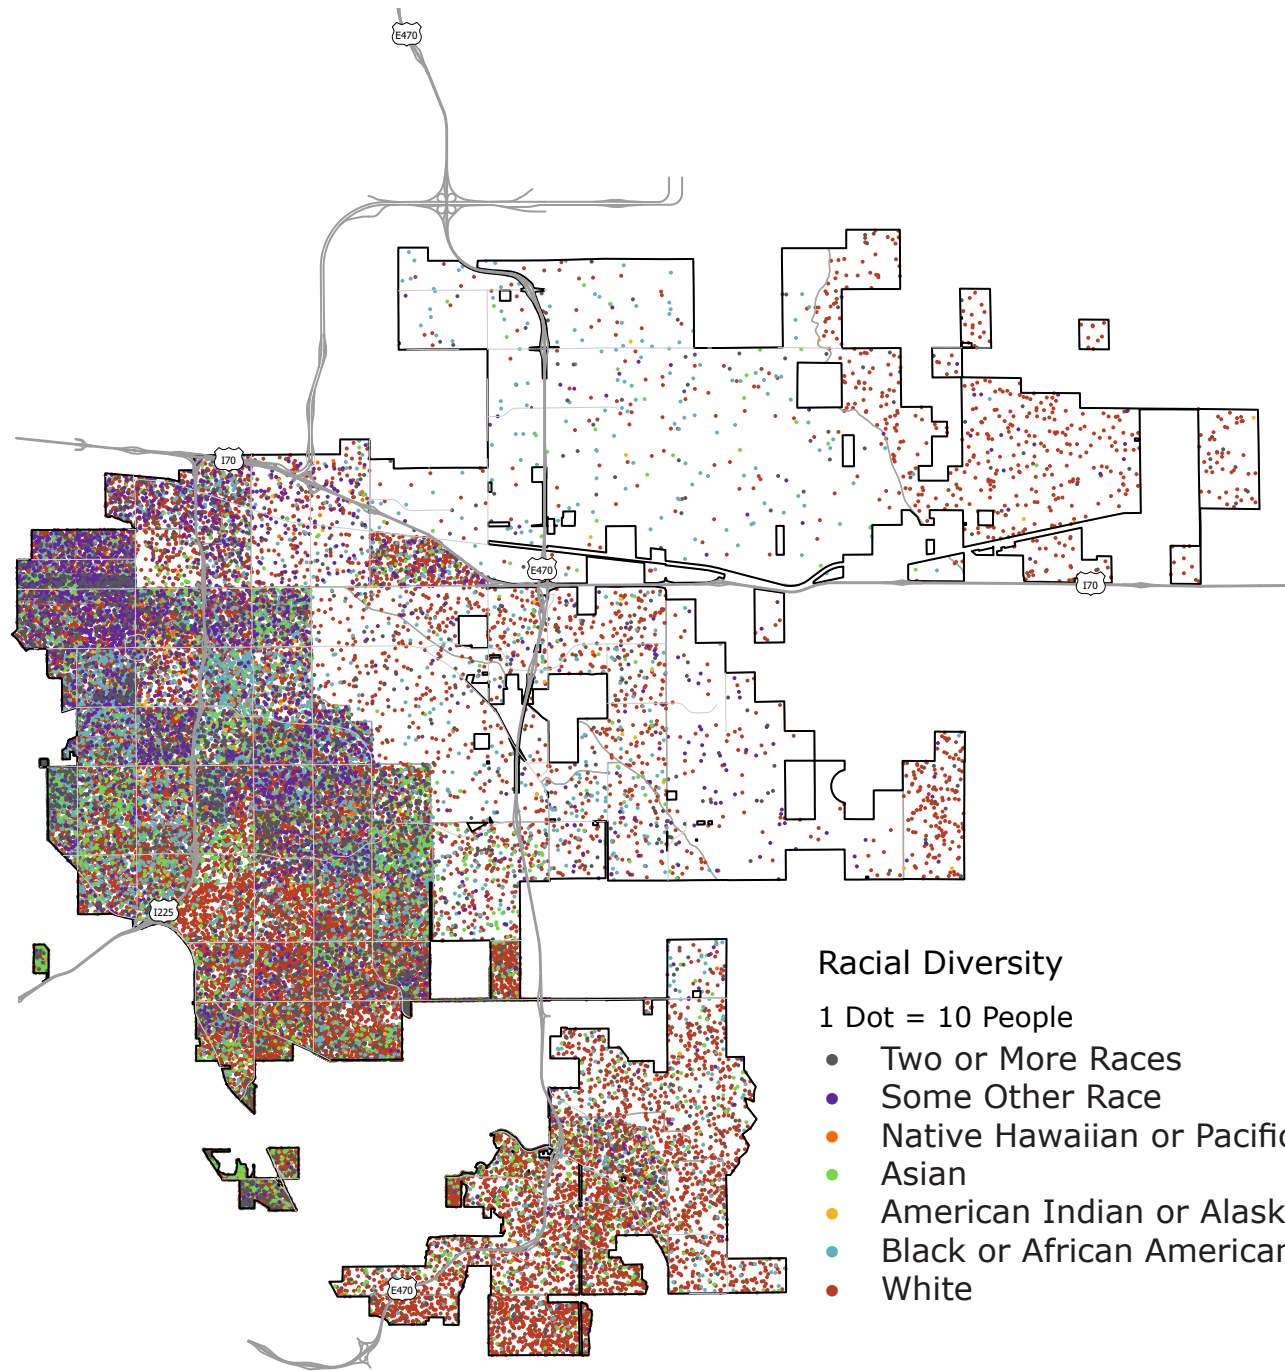 E470
I70
E470
I70
I225
E470
Racial Diversity
1 Dot = 10 People
Two or More Races
Some Other Race
Native Hawaiian or Pacific
Asian
American Indian or Alask
Black or African American
White